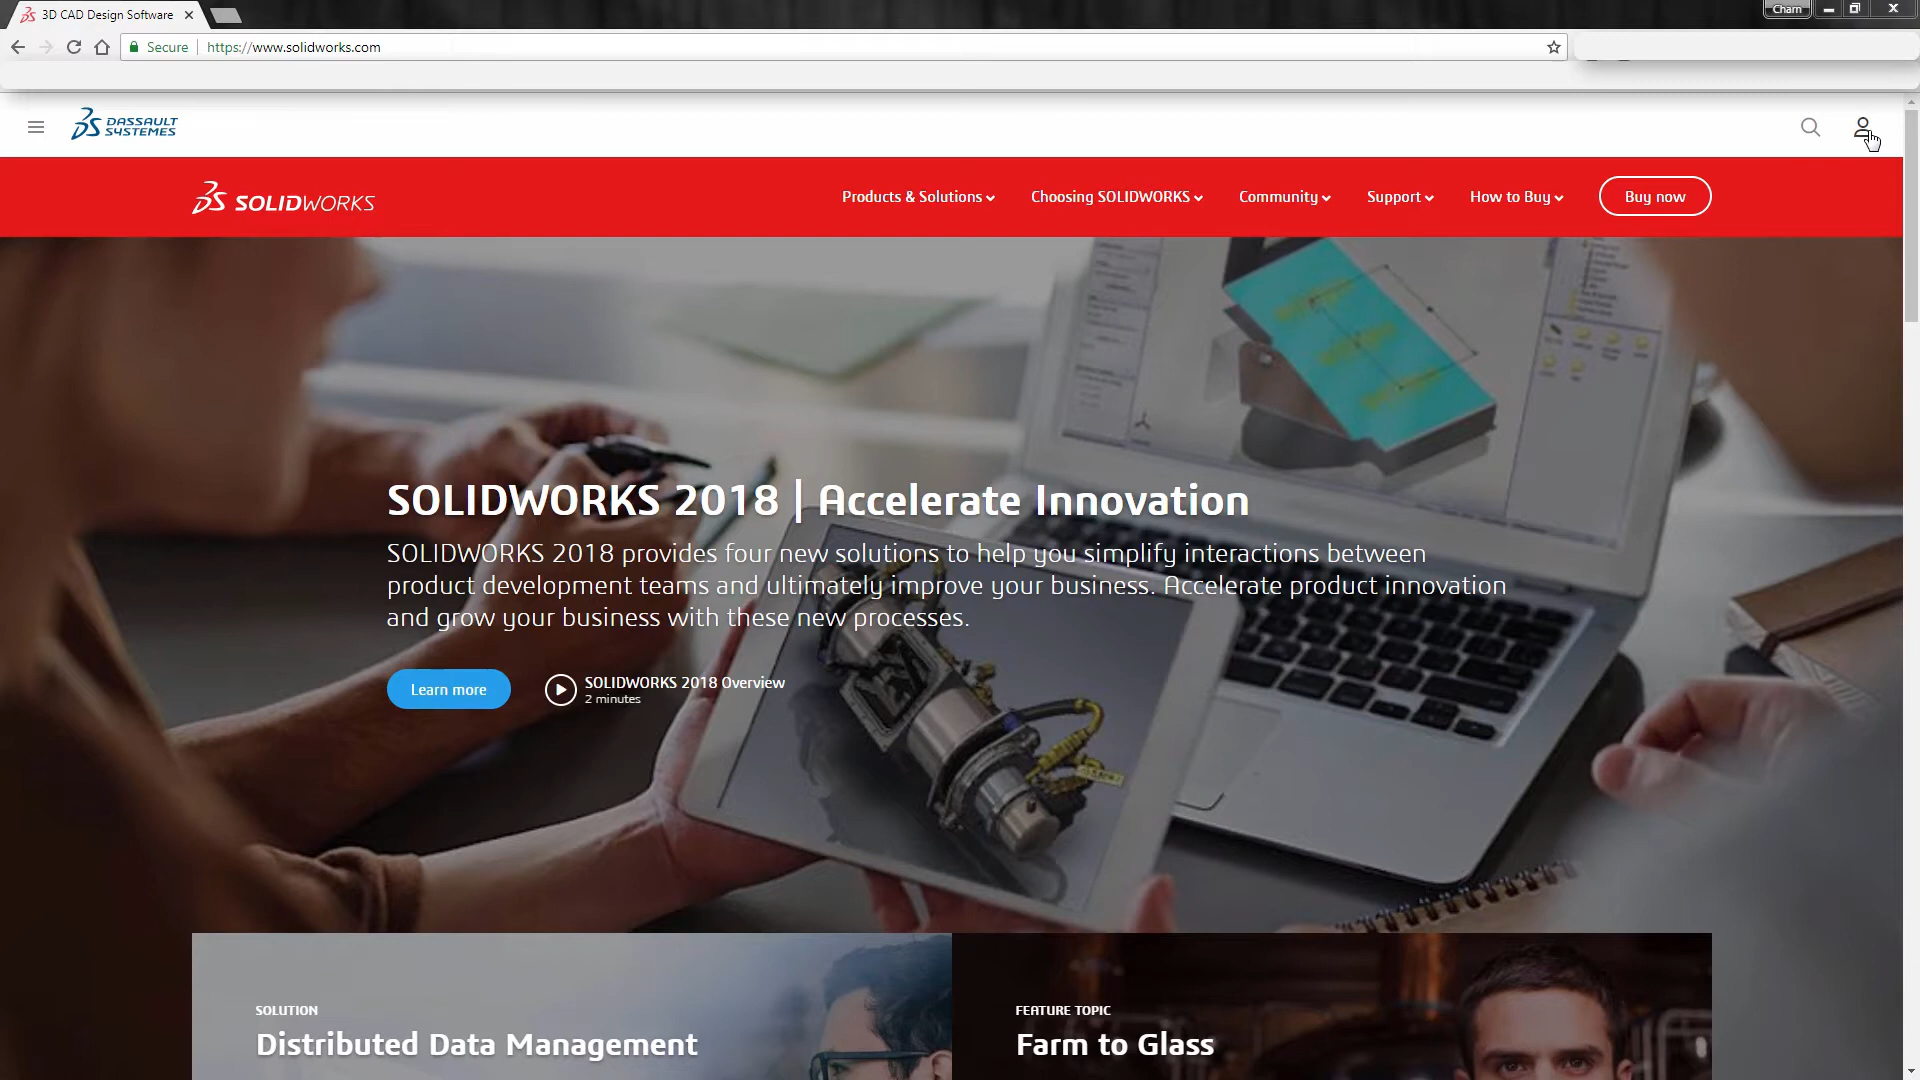 3D CAD Design Software
Charn
Secure
https://www.solidworks.com
DASSAULT
SYSTEMES
SOLIDWORKS
Products & Solutions
Choosing SOLIDWORKS
Community
Support
How to Buy
Buy now
SOLIDWORKS 2018 | Accelerate Innovation
SOLIDWORKS 2018 provides four new solutions to help you simplify interactions between
product development teams and ultimately improve your business. Accelerate product innovation
and grow your business with these new processes.
Learn more
SOLIDWORKS 2018 Overview
2 minutes
SOLUTION
Distributed Data Management
FEATURE TOPIC
Farm to Glass